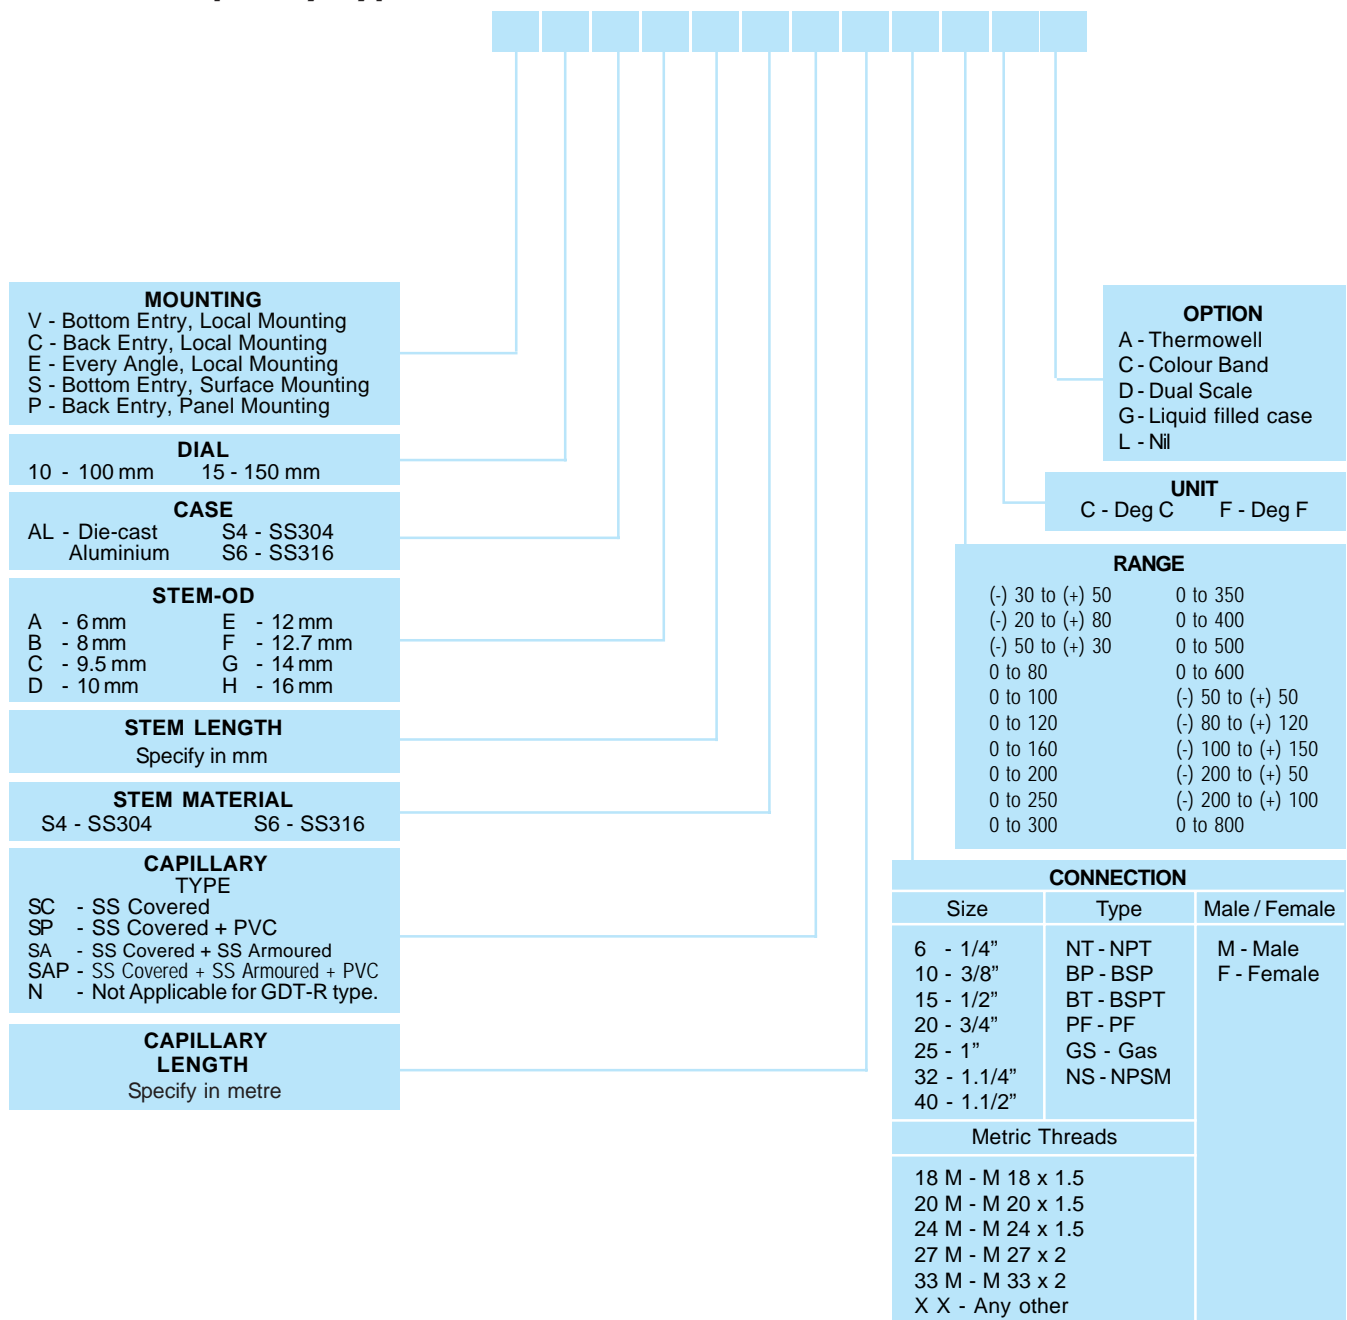 MOUNTING
V - Bottom Entry, Local Mounting
C - Back Entry, Local Mounting
E - Every Angle, Local Mounting
S - Bottom Entry, Surface Mounting
P - Back Entry, Panel Mounting
DIAL
10 - 100 mm 15 - 150 mm
CASE
AL - Die-cast S4 - SS304
Aluminium S6 - SS316
STEM-OD
A - 6 mm E - 12 mm
B - 8 mm F - 12.7 mm
C - 9.5 mm G - 14 mm
D - 10 mm H - 16 mm
STEM LENGTH
Specify in mm
STEM MATERIAL
S4 - SS304 S6 - SS316
CAPILLARY
TYPE
SC - SS Covered
SP - SS Covered + PVC
SA - SS Covered + SS Armoured
SAP - SS Covered + SS Armoured + PVC
N - Not Applicable for GDT-R type.
CAPILLARY
LENGTH
Specify in metre
OPTION
A - Thermowell
C - Colour Band
D - Dual Scale
G - Liquid filled case
L - Nil
UNIT
C - Deg C F - Deg F
RANGE
(-) 30 to (+) 50 0 to 350
(-) 20 to (+) 80 0 to 400
(-) 50 to (+) 30 0 to 500
0 to 80 0 to 600
0 to 100 (-) 50 to (+) 50
0 to 120 (-) 80 to (+) 120
0 to 160 (-) 100 to (+) 150
0 to 200 (-) 200 to (+) 50
0 to 250 (-) 200 to (+) 100
0 to 300 0 to 800
CONNECTION
Size Type Male / Female
6 - 1/4” NT - NPT M - Male
10 - 3/8” BP - BSP F - Female
15 - 1/2” BT - BSPT
20 - 3/4” PF - PF
25 - 1” GS - Gas
32 - 1.1/4” NS - NPSM
40 - 1.1/2”
Metric Threads
18 M - M 18 x 1.5
20 M - M 20 x 1.5
24 M - M 24 x 1.5
27 M - M 27 x 2
33 M - M 33 x 2
X X - Any other